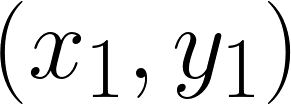 (x₁, y₁)